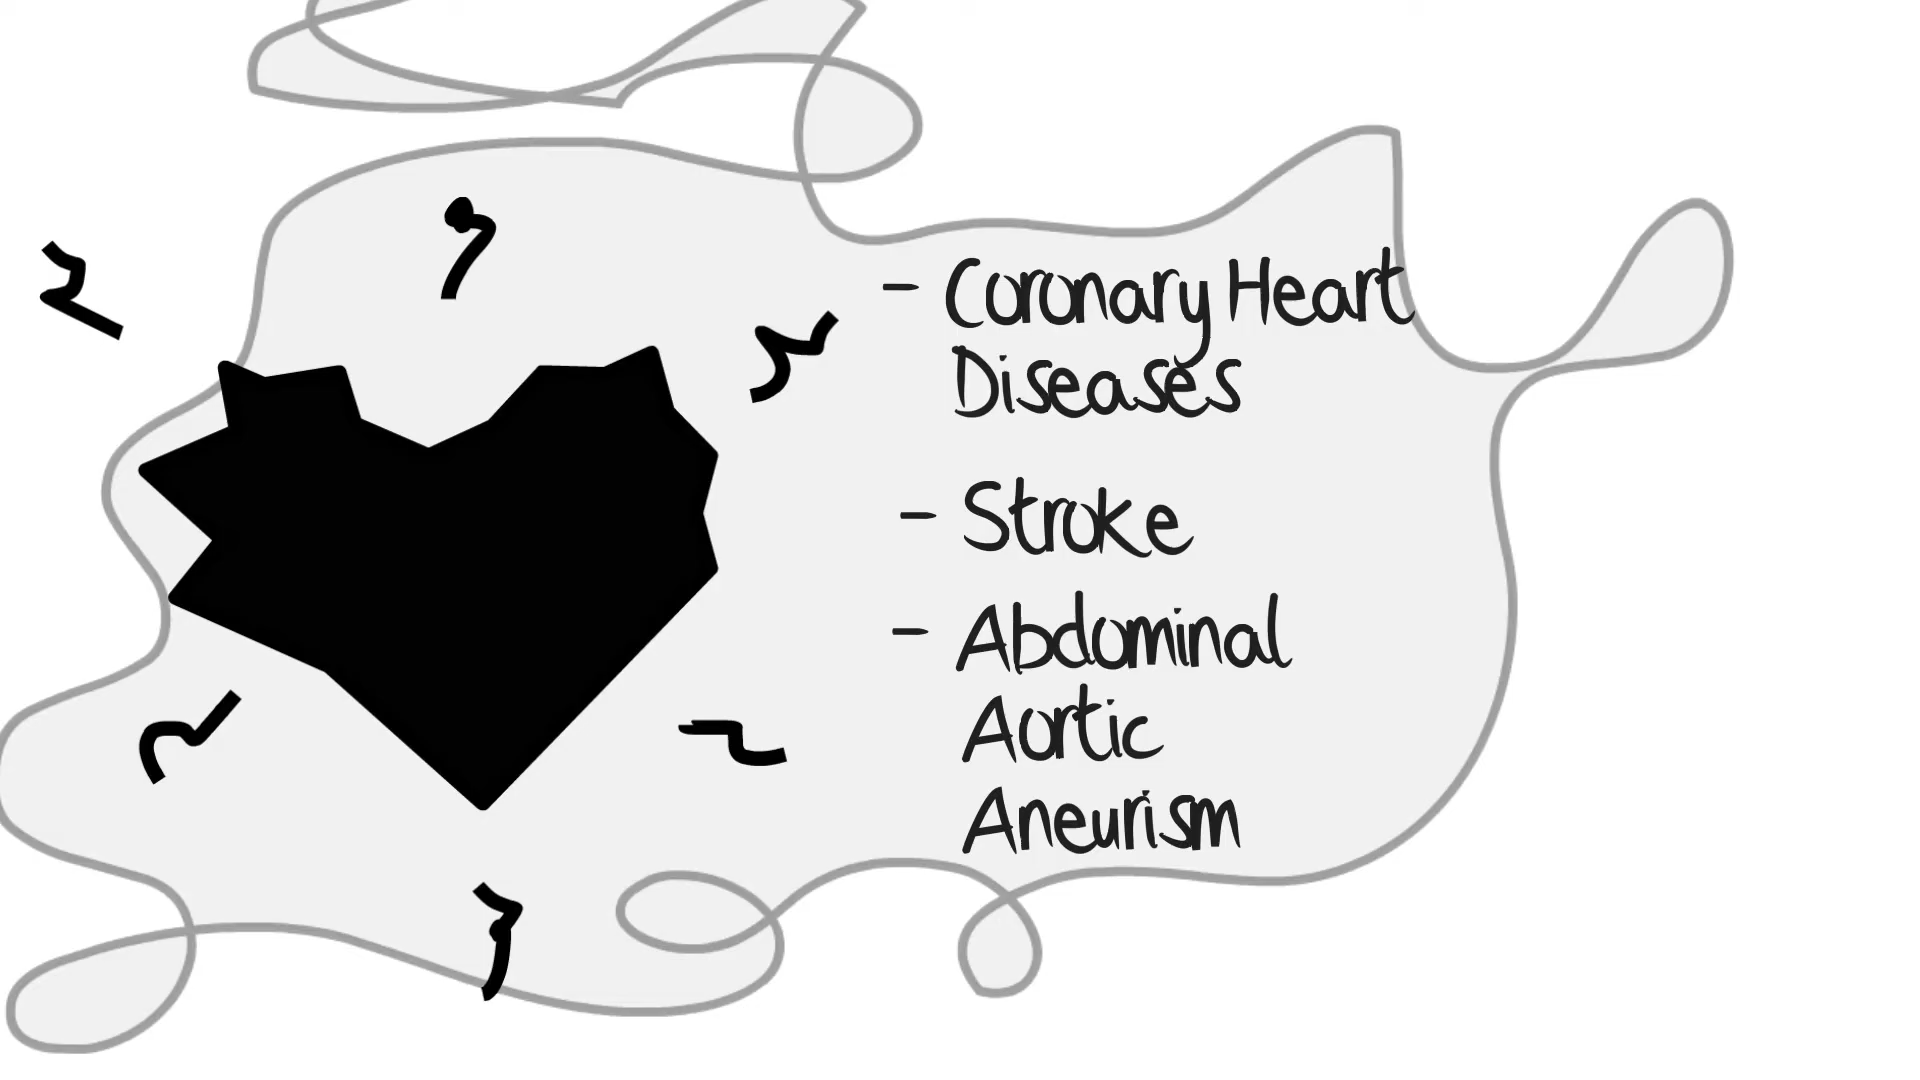 - Coronary Heart
Diseases
- Stroke
- Abdominal
Aortic
Aneurism